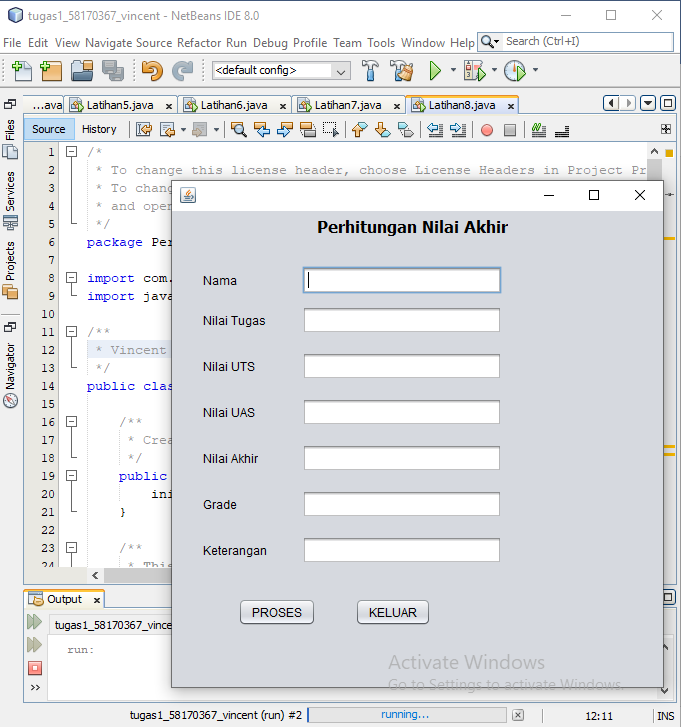 tugas1_58170367_vincent - NetBeans IDE 8.0
File Edit View Navigate Source Refactor Run Debug Profile Team Tools Window Help Search (Ctrl+I)
<default config>
...ava Latihan5.java Latihan6.java Latihan7.java Latihan8.java
Source History
Files
Services
Projects
Navigator
1 /*
2 * To change this license header, choose License Headers in Project Pr
3 * To chang
4 * and open
5 */
6 package Per
7
8 import com.
9 import java
10
11 /**
12 * Vincent
13 */
14 public clas
15
16 /**
17 * Crea
18 */
19 public
20 ini
21 }
22
23 /**
24 * This
Perhitungan Nilai Akhir
Nama
Nilai Tugas
Nilai UTS
Nilai UAS
Nilai Akhir
Grade
Keterangan
PROSES KELUAR
Activate Windows
Go to Settings to activate Windows.
Output
tugas1_58170367_vince
run:
tugas1_58170367_vincent (run) #2 running... 12:11 INS